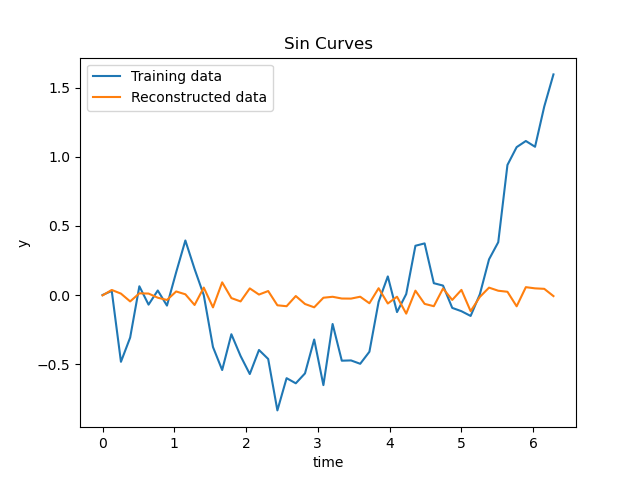 Sin Curves
Training data
Reconstructed data
1.5
1.0
0.5
0.0
−0.5
y
0 1 2 3 4 5 6
time